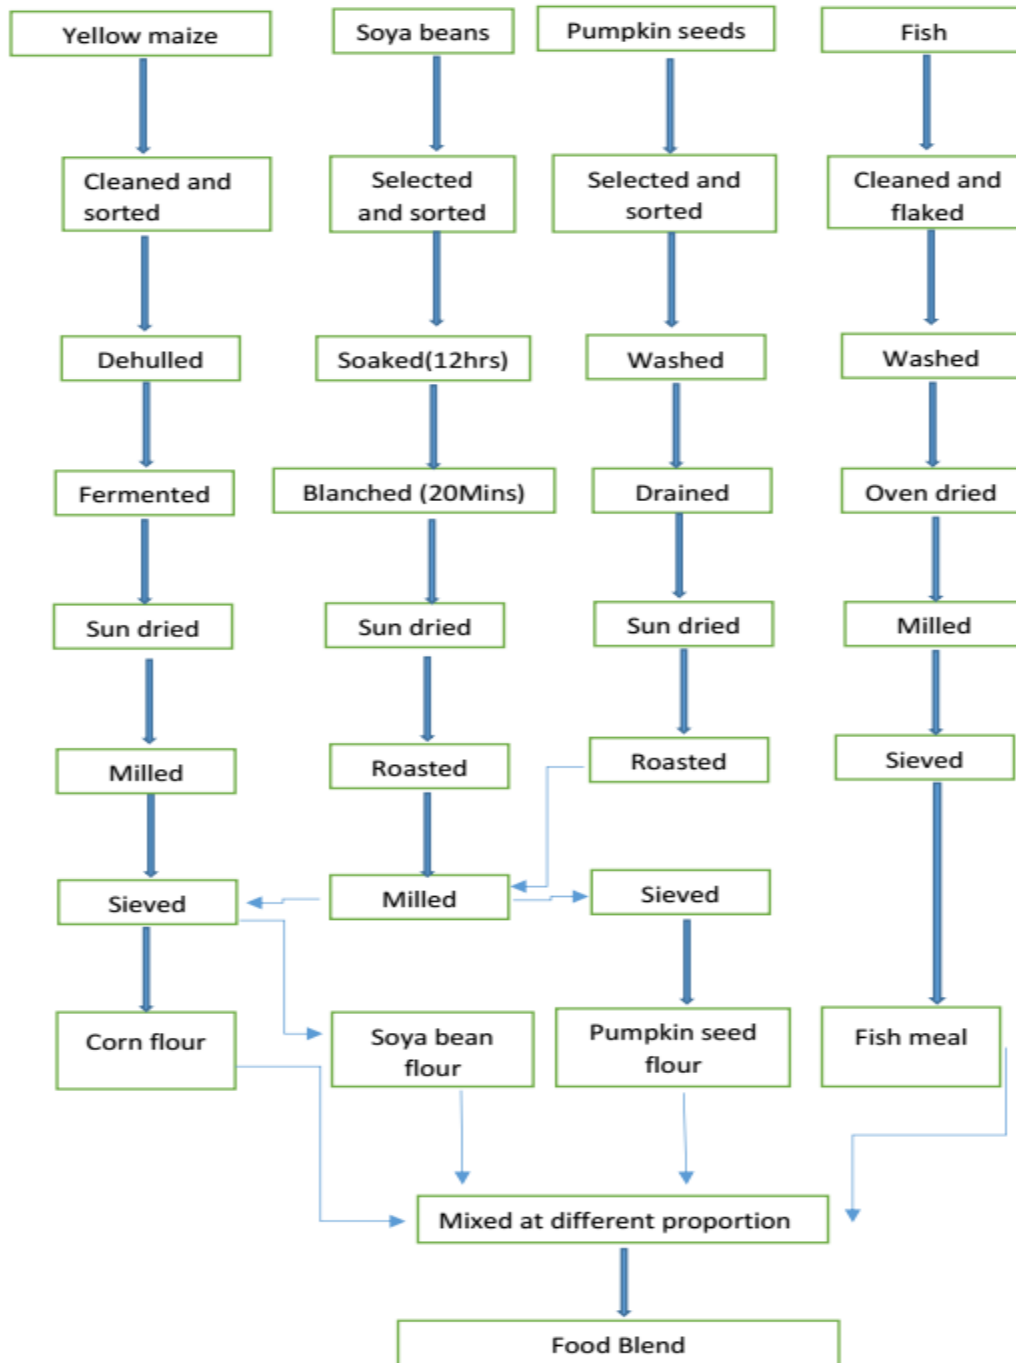 Yellow maize
Soya beans
Pumpkin seeds
Fish
Cleaned and
sorted
Selected
and sorted
Selected and
sorted
Cleaned and
flaked
Dehulled
Soaked(12hrs)
Washed
Washed
Fermented
Blanched (20Mins)
Drained
Oven dried
Sun dried
Sun dried
Sun dried
Milled
Milled
Roasted
Roasted
Sieved
Sieved
Milled
Sieved
Corn flour
Soya bean
flour
Pumpkin seed
flour
Fish meal
Mixed at different proportion
Food Blend